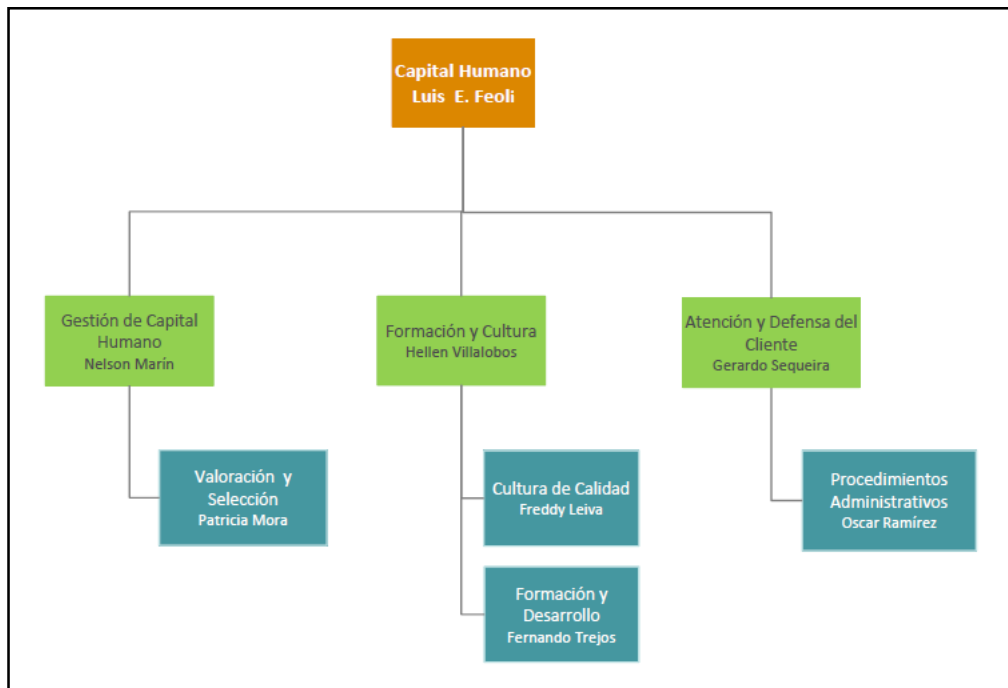 Capital Humano
Luis E. Feoli
Gestión de Capital
Humano
Nelson Marín
Formación y Cultura
Hellen Villalobos
Atención y Defensa del
Cliente
Gerardo Sequeira
Valoración y
Selección
Patricia Mora
Cultura de Calidad
Freddy Leiva
Procedimientos
Administrativos
Oscar Ramírez
Formación y
Desarrollo
Fernando Trejos